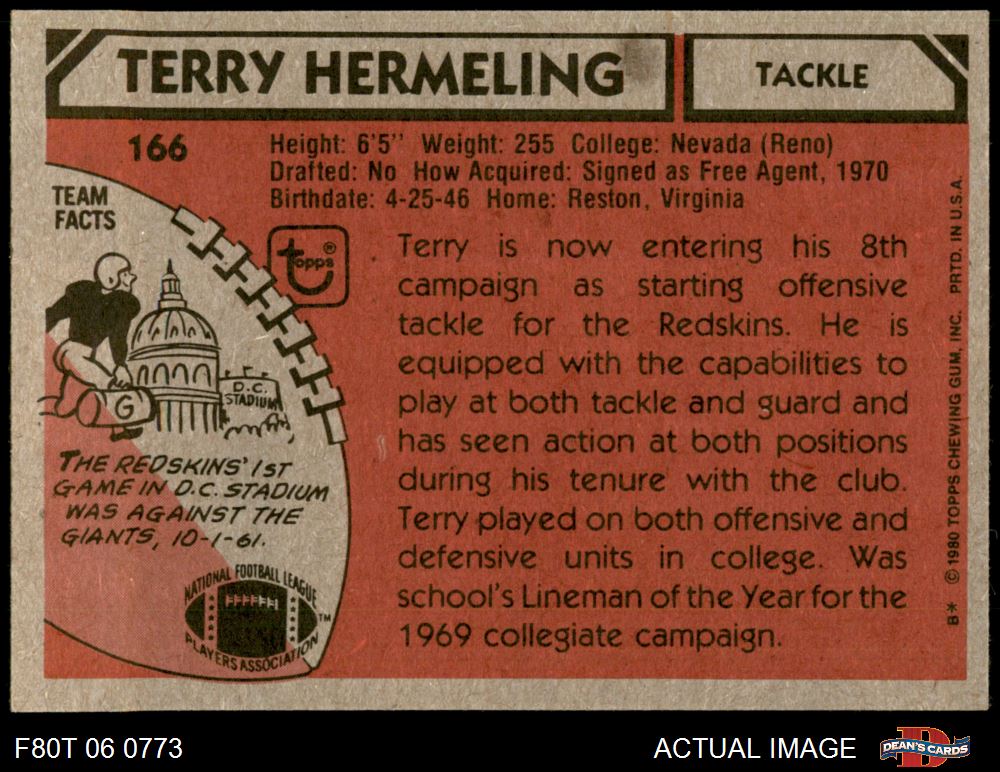 TERRY HERMELING
TACKLE
166
Height: 6'5'' Weight: 255 College: Nevada (Reno)
Drafted: No How Acquired: Signed as Free Agent, 1970
Birthdate: 4-25-46 Home: Reston, Virginia
TEAM
FACTS
topps®
D.C.
STADIUM
G
THE REDSKINS' 1ST
GAME IN D.C. STADIUM
WAS AGAINST THE
GIANTS, 10-1-61.
NATIONAL FOOTBALL LEAGUE
PLAYERS ASSOCIATION
TM
Terry is now entering his 8th
campaign as starting offensive
tackle for the Redskins. He is
equipped with the capabilities to
play at both tackle and guard and
has seen action at both positions
during his tenure with the club.
Terry played on both offensive and
defensive units in college. Was
school's Lineman of the Year for the
1969 collegiate campaign.
B* © 1980 TOPPS CHEWING GUM, INC. PRTD. IN U.S.A.
F80T 06 0773
ACTUAL IMAGE
D
DEAN'S CARDS